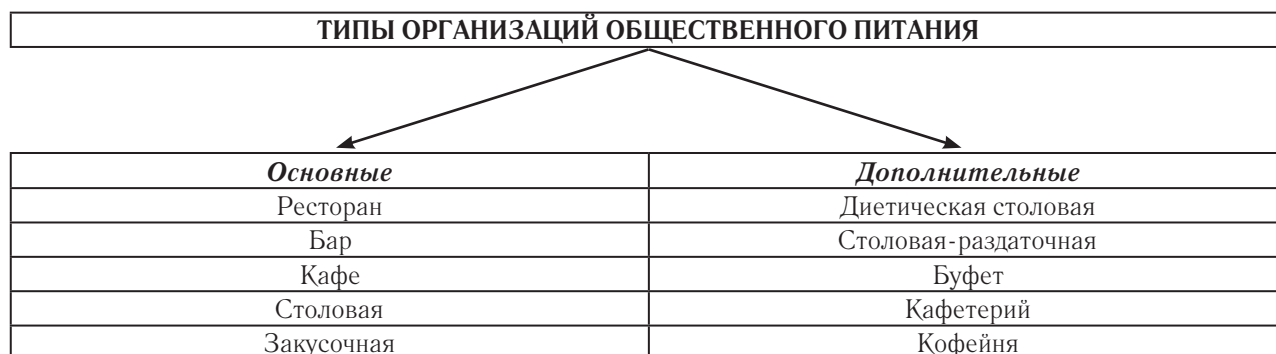 ТИПЫ ОРГАНИЗАЦИЙ ОБЩЕСТВЕННОГО ПИТАНИЯ
Основные Дополнительные
Ресторан Диетическая столовая
Бар Столовая-раздаточная
Кафе Буфет
Столовая Кафетерий
Закусочная Кофейня